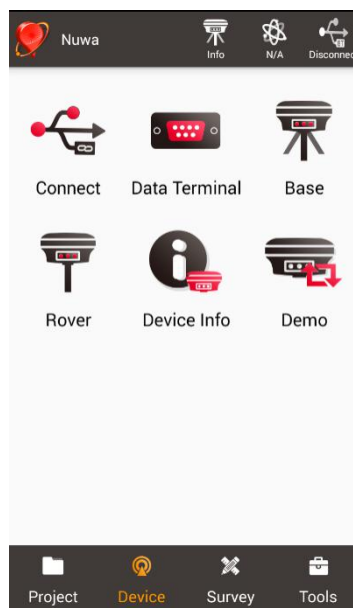 Nuwa
Info
N/A
Disconnec
Connect
Data Terminal
Base
Rover
Device Info
Demo
Project
Device
Survey
Tools